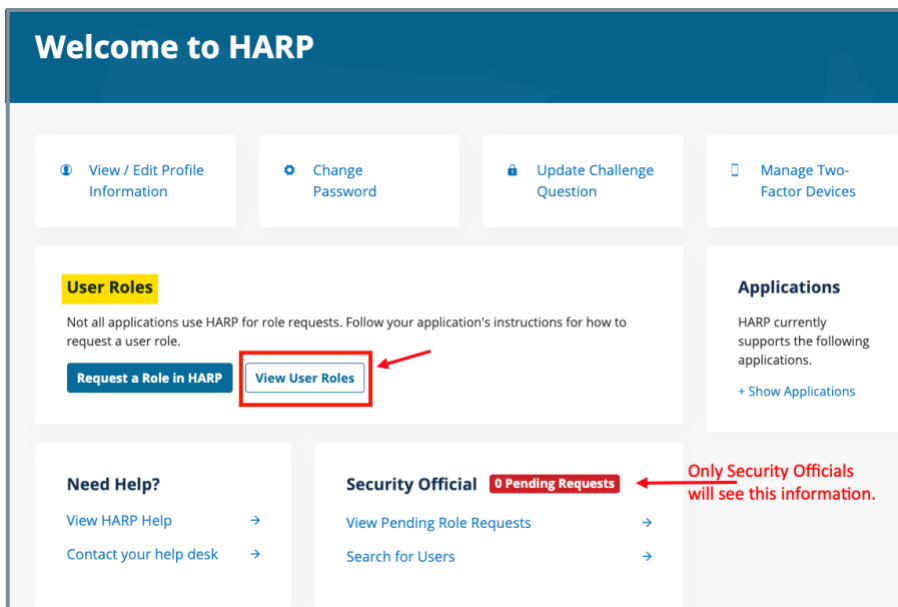 Welcome to HARP
View / Edit Profile
Information
Change
Password
Update Challenge
Question
Manage Two-
Factor Devices
User Roles
Not all applications use HARP for role requests. Follow your application's instructions for how to
request a user role.
Request a Role in HARP
View User Roles
Applications
HARP currently
supports the following
applications.
+ Show Applications
Need Help?
View HARP Help
Contact your help desk
Security Official
0 Pending Requests
View Pending Role Requests
Search for Users
Only Security Officials
will see this information.